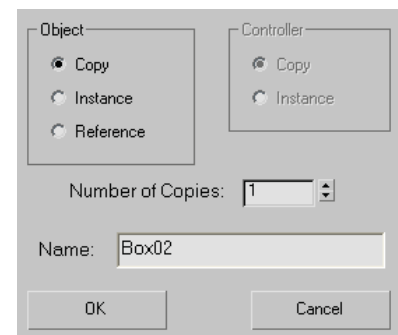 Object
Copy
Instance
Reference
Controller
Copy
Instance
Number of Copies: 1
Name: Box02
OK
Cancel